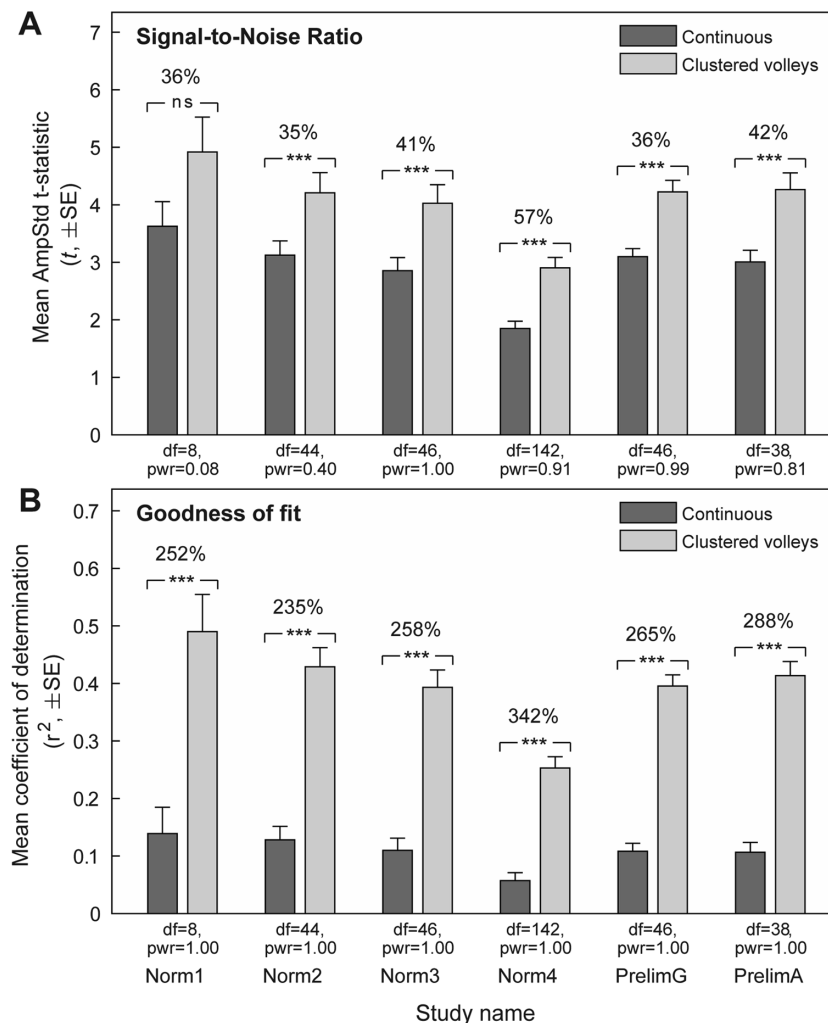 A
Signal-to-Noise Ratio
Continuous
Clustered volleys
Mean AmpStd t-statistic
(t, ±SE)
7
6
5
4
3
2
1
0
36%
ns
35%
***
41%
***
57%
***
36%
***
42%
***
df=8,
pwr=0.08
df=44,
pwr=0.40
df=46,
pwr=1.00
df=142,
pwr=0.91
df=46,
pwr=0.99
df=38,
pwr=0.81
B
Goodness of fit
Continuous
Clustered volleys
Mean coefficient of determination
(r², ±SE)
0.7
0.6
0.5
0.4
0.3
0.2
0.1
0
252%
***
235%
***
258%
***
342%
***
265%
***
288%
***
df=8,
pwr=1.00
df=44,
pwr=1.00
df=46,
pwr=1.00
df=142,
pwr=1.00
df=46,
pwr=1.00
df=38,
pwr=1.00
Norm1 Norm2 Norm3 Norm4 PrelimG PrelimA
Study name